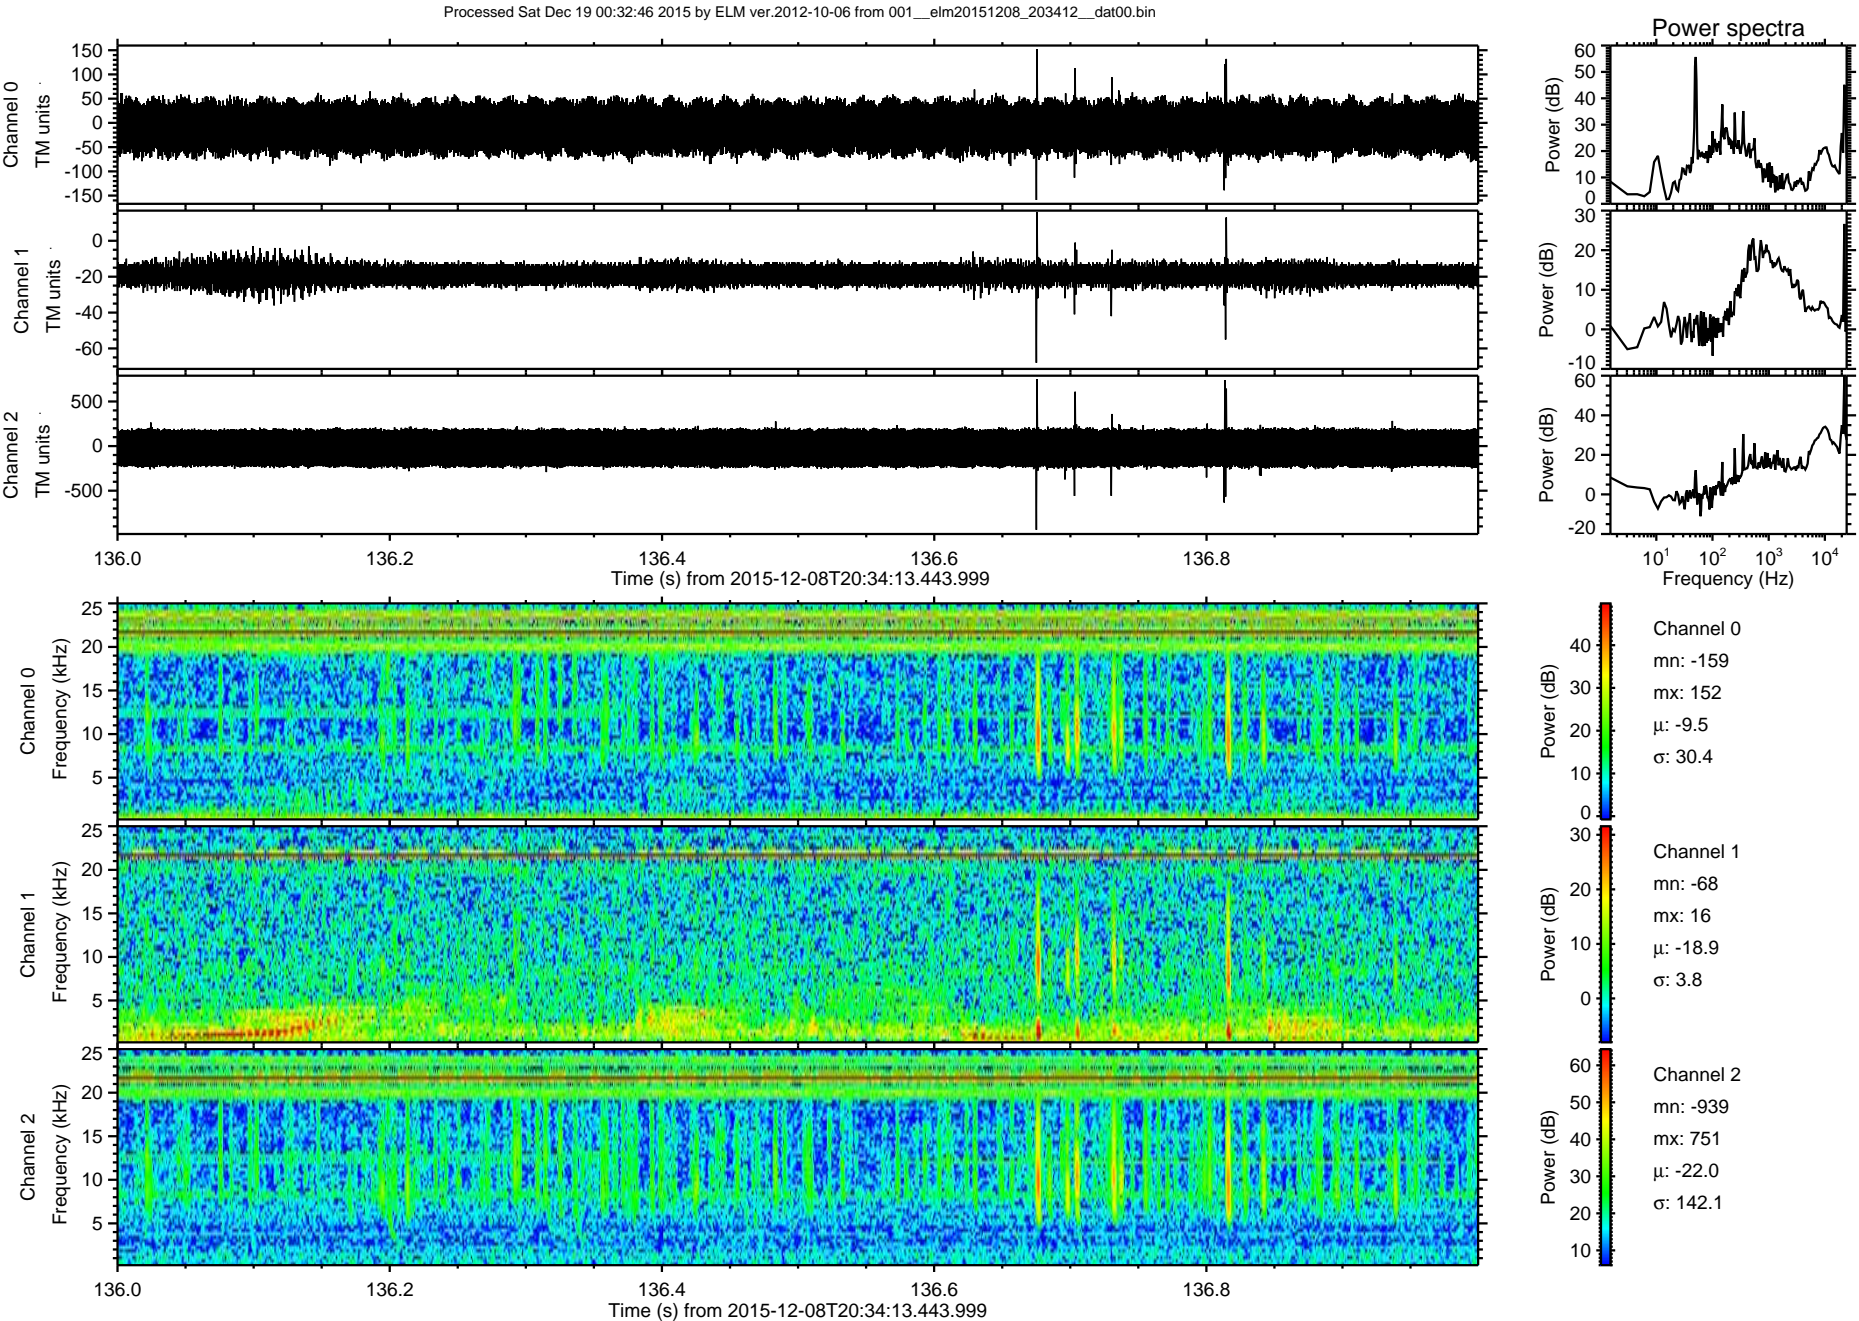 Processed Sat Dec 19 00:32:46 2015 by ELM ver.2012-10-06 from 001__elm20151208_203412__dat00.bin
Power spectra
Channel 0
TM units
150
100
50
0
-50
-100
-150
Power (dB)
60
50
40
30
20
10
0
Channel 1
TM units
0
-20
-40
-60
Power (dB)
30
20
10
0
-10
Channel 2
TM units
500
0
-500
Power (dB)
60
40
20
0
-20
136.0 136.2 136.4 136.6 136.8
Time (s) from 2015-12-08T20:34:13.443.999
10^1 10^2 10^3 10^4
Frequency (Hz)
Channel 0
Frequency (kHz)
25
20
15
10
5
Power (dB)
40
30
20
10
0
Channel 0
mn: -159
mx: 152
μ: -9.5
σ: 30.4
Channel 1
Frequency (kHz)
25
20
15
10
5
Power (dB)
30
20
10
0
Channel 1
mn: -68
mx: 16
μ: -18.9
σ: 3.8
Channel 2
Frequency (kHz)
25
20
15
10
5
Power (dB)
60
50
40
30
20
10
Channel 2
mn: -939
mx: 751
μ: -22.0
σ: 142.1
136.0 136.2 136.4 136.6 136.8
Time (s) from 2015-12-08T20:34:13.443.999